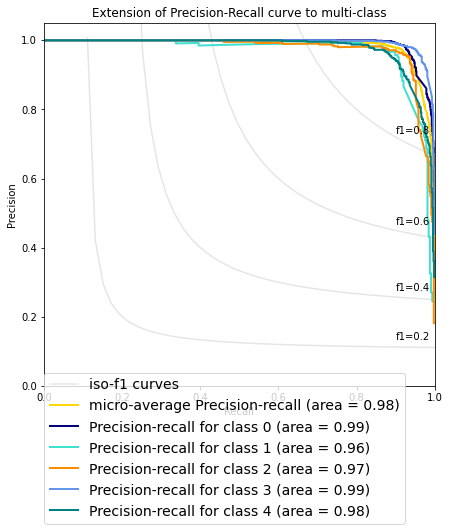 Extension of Precision-Recall curve to multi-class
Precision
1.0
0.8
0.6
0.4
0.2
0.0
f1=0.8
f1=0.6
f1=0.4
f1=0.2
0.0 0.2 0.4 0.6 0.8 1.0
Recall
iso-f1 curves
micro-average Precision-recall (area = 0.98)
Precision-recall for class 0 (area = 0.99)
Precision-recall for class 1 (area = 0.96)
Precision-recall for class 2 (area = 0.97)
Precision-recall for class 3 (area = 0.99)
Precision-recall for class 4 (area = 0.98)